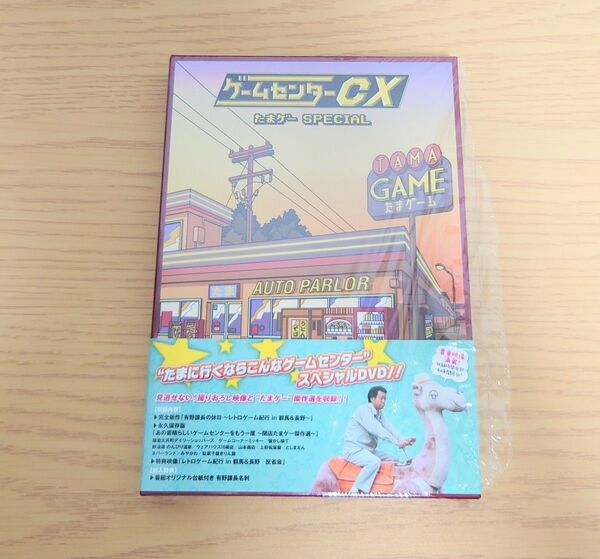 ゲームセンターCX
たまゲー SPECIAL
TAMA
GAME
たまゲーム
AUTO PARLOR
たま
"たまに行くならこんなゲームセンター"
スペシャルDVD!!
見逃せない"撮りおろし映像と"たまゲー"傑作選を収録!!
【収録内容】
▶完全新作「有野課長の休日 〜レトロゲーム紀行 in 群馬&長野〜」
▶永久保存版
「あの素晴らしいゲームセンターをもう一度 〜閉店たまゲー傑作選〜」
▶特典映像「レトロゲーム紀行 in 群馬&長野 反省会」
【封入特典】
▶番組オリジナル台紙付き 有野課長名刺